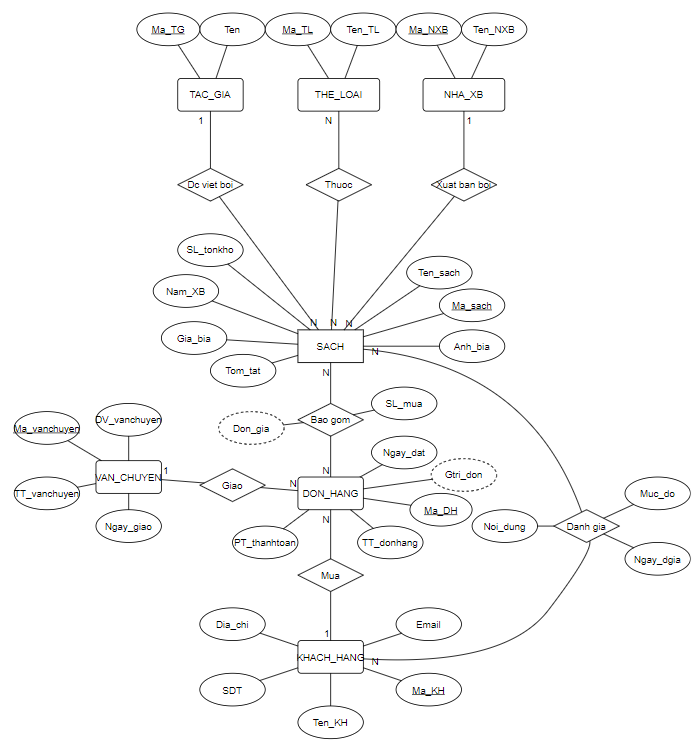 Ma_TG
Ten
Ma_TL
Ten_TL
Ma_NXB
Ten_NXB
TAC_GIA
THE_LOAI
NHA_XB
1
N
1
Dc viet boi
Thuoc
Xuat ban boi
SL_tonkho
Ten_sach
Nam_XB
Ma_sach
N
N
N
Gia_bia
SACH
Anh_bia
N
Tom_tat
N
SL_mua
Bao gom
Don_gia
Ma_vanchuyen
DV_vanchuyen
Ngay_dat
N
1
Gtri_don
VAN_CHUYEN
Giao
N
DON_HANG
TT_vanchuyen
Ma_DH
Muc_do
N
Ngay_giao
Noi_dung
Danh gia
PT_thanhtoan
TT_donhang
Ngay_dgia
Mua
Dia_chi
Email
1
KHACH_HANG
N
SDT
Ma_KH
Ten_KH